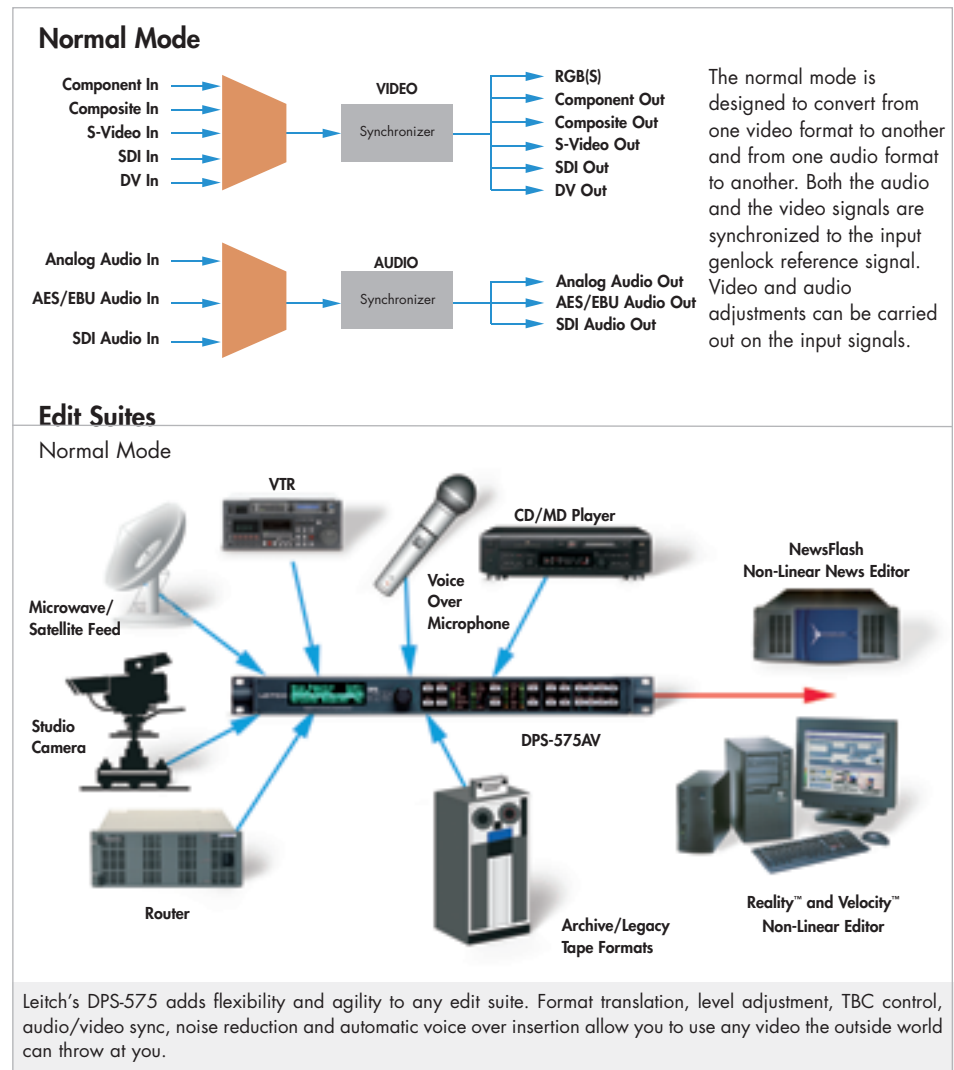 Normal Mode
Component In
Composite In
S-Video In
SDI In
DV In
VIDEO
Synchronizer
RGB(S)
Component Out
Composite Out
S-Video Out
SDI Out
DV Out
Analog Audio In
AES/EBU Audio In
SDI Audio In
AUDIO
Synchronizer
Analog Audio Out
AES/EBU Audio Out
SDI Audio Out
The normal mode is
designed to convert from
one video format to another
and from one audio format
to another. Both the audio
and the video signals are
synchronized to the input
genlock reference signal.
Video and audio
adjustments can be carried
out on the input signals.
Edit Suites
Normal Mode
VTR
CD/MD Player
NewsFlash
Non-Linear News Editor
Voice
Over
Microphone
Microwave/
Satellite Feed
LEITCH
DPS-575AV
Studio
Camera
Router
Archive/Legacy
Tape Formats
Reality™ and Velocity™
Non-Linear Editor
Leitch's DPS-575 adds flexibility and agility to any edit suite. Format translation, level adjustment, TBC control,
audio/video sync, noise reduction and automatic voice over insertion allow you to use any video the outside world
can throw at you.